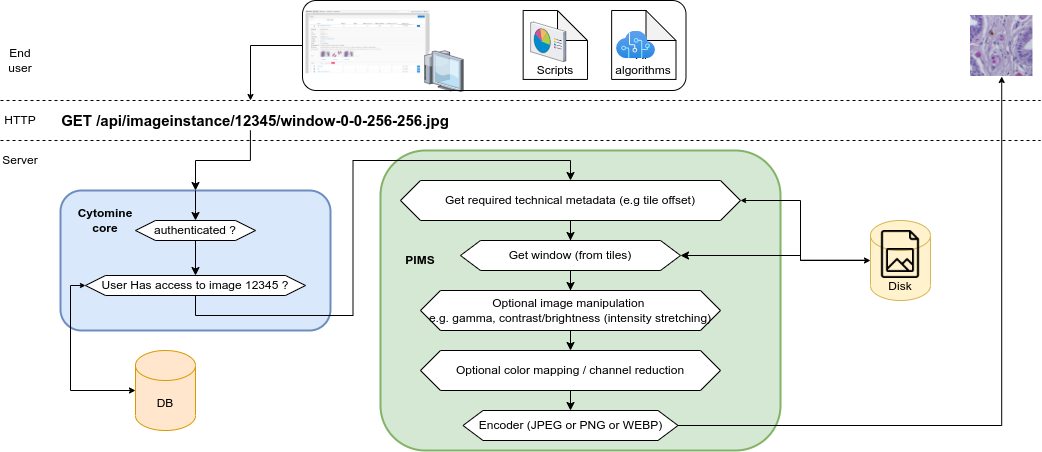 End
user
Scripts
algorithms
HTTP
GET /api/imageinstance/12345/window-0-0-256-256.jpg
Server
Cytomine
core
authenticated ?
User Has access to image 12345 ?
DB
PIMS
Get required technical metadata (e.g tile offset)
Get window (from tiles)
Optional image manipulation
e.g. gamma, contrast/brightness (intensity stretching)
Optional color mapping / channel reduction
Encoder (JPEG or PNG or WEBP)
Disk